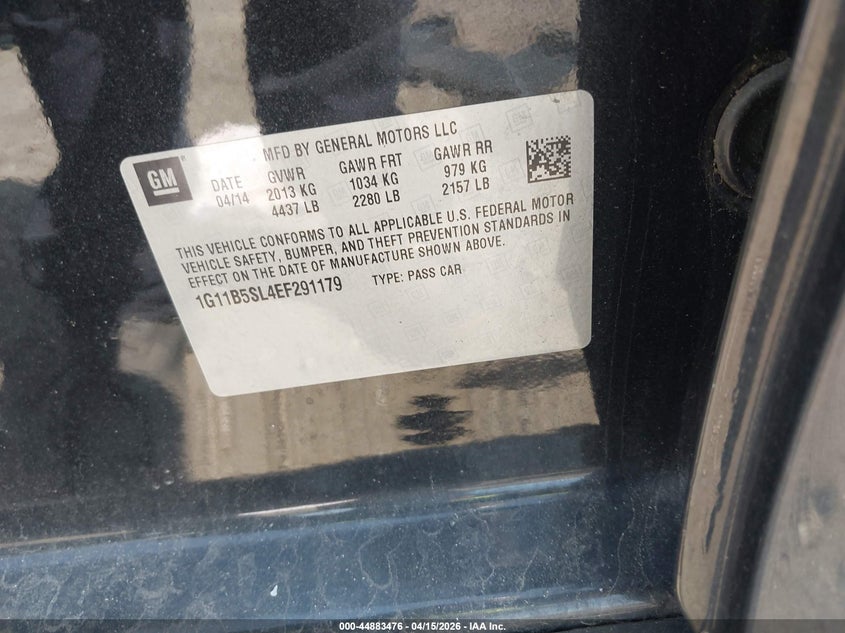 MFD BY GENERAL MOTORS LLC
GM
DATE GVWR GAWR FRT GAWR RR
04/14 2013 KG 1034 KG 979 KG
4437 LB 2280 LB 2157 LB
THIS VEHICLE CONFORMS TO ALL APPLICABLE U.S. FEDERAL MOTOR
VEHICLE SAFETY, BUMPER, AND THEFT PREVENTION STANDARDS IN
EFFECT ON THE DATE OF MANUFACTURE SHOWN ABOVE.
1G11B5SL4EF291179 TYPE: PASS CAR
000-44883476 - 04/15/2026 - IAA Inc.